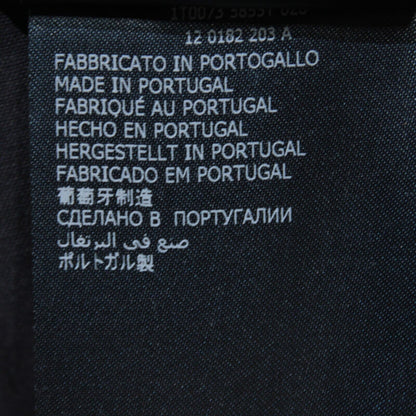 12 0182 203 A
FABBRICATO IN PORTOGALLO
MADE IN PORTUGAL
FABRIQUÉ AU PORTUGAL
HECHO EN PORTUGAL
HERGESTELLT IN PORTUGAL
FABRICADO EM PORTUGAL
葡萄牙制造
СДЕЛАНО В ПОРТУГАЛИИ
صنع في البرتغال
ポルトガル製